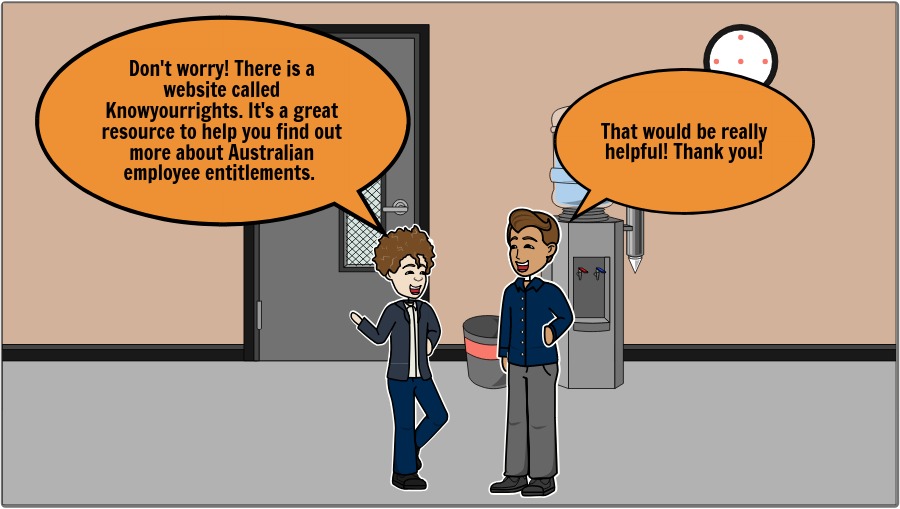 Don't worry! There is a
website called
Knowyourrights. It's a great
resource to help you find out
more about Australian
employee entitlements.
That would be really
helpful! Thank you!